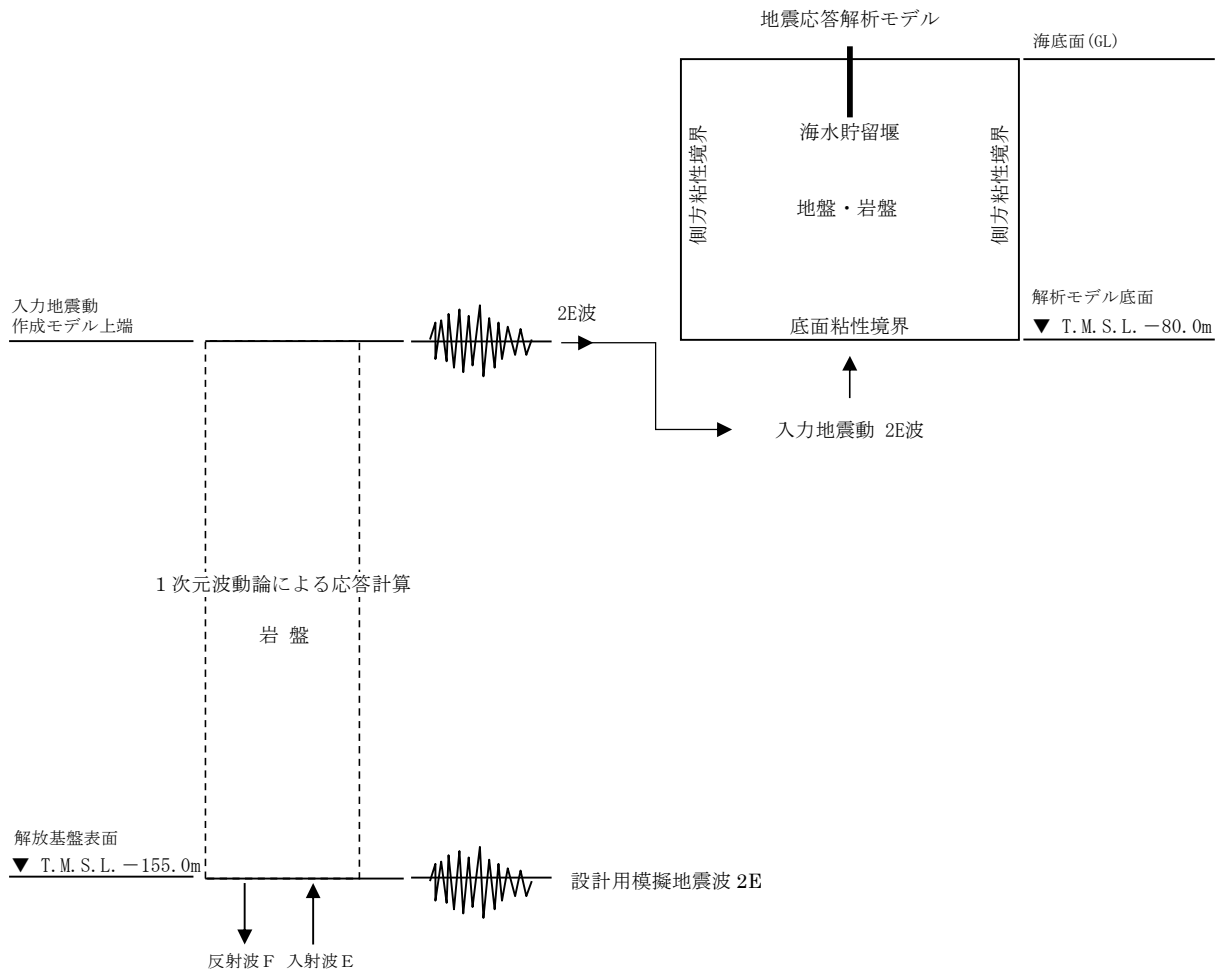 地震応答解析モデル
海底面(GL)
海水貯留堰
側方粘性境界
側方粘性境界
地盤・岩盤
入力地震動
作成モデル上端
2E波
解析モデル底面
▼ T.M.S.L.－80.0m
底面粘性境界
入力地震動 2E波
1次元波動論による応答計算
岩 盤
解放基盤表面
▼ T.M.S.L.－155.0m
設計用模擬地震波 2E
反射波F 入射波E